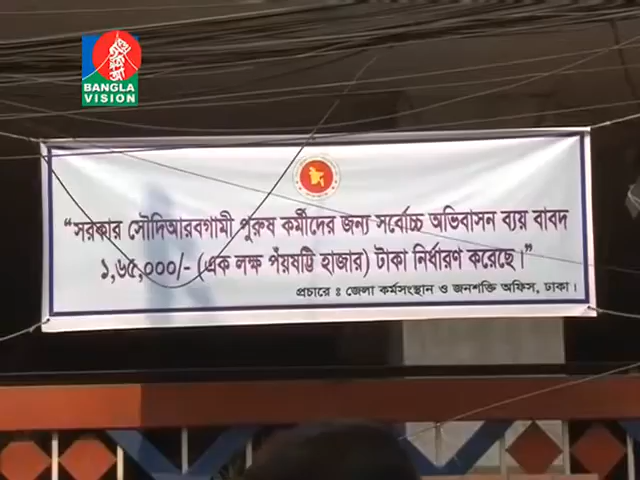 BANGLA
VISION
“সরকার সৌদিআরবগামী পুরুষ কর্মীদের জন্য সর্বোচ্চ অভিবাসন ব্যয় বাবদ
১,৬৫,০০০/- (এক লক্ষ পঁয়ষট্টি হাজার) টাকা নির্ধারণ করেছে।”
প্রচারে ঃ জেলা কর্মসংস্থান ও জনশক্তি অফিস, ঢাকা।